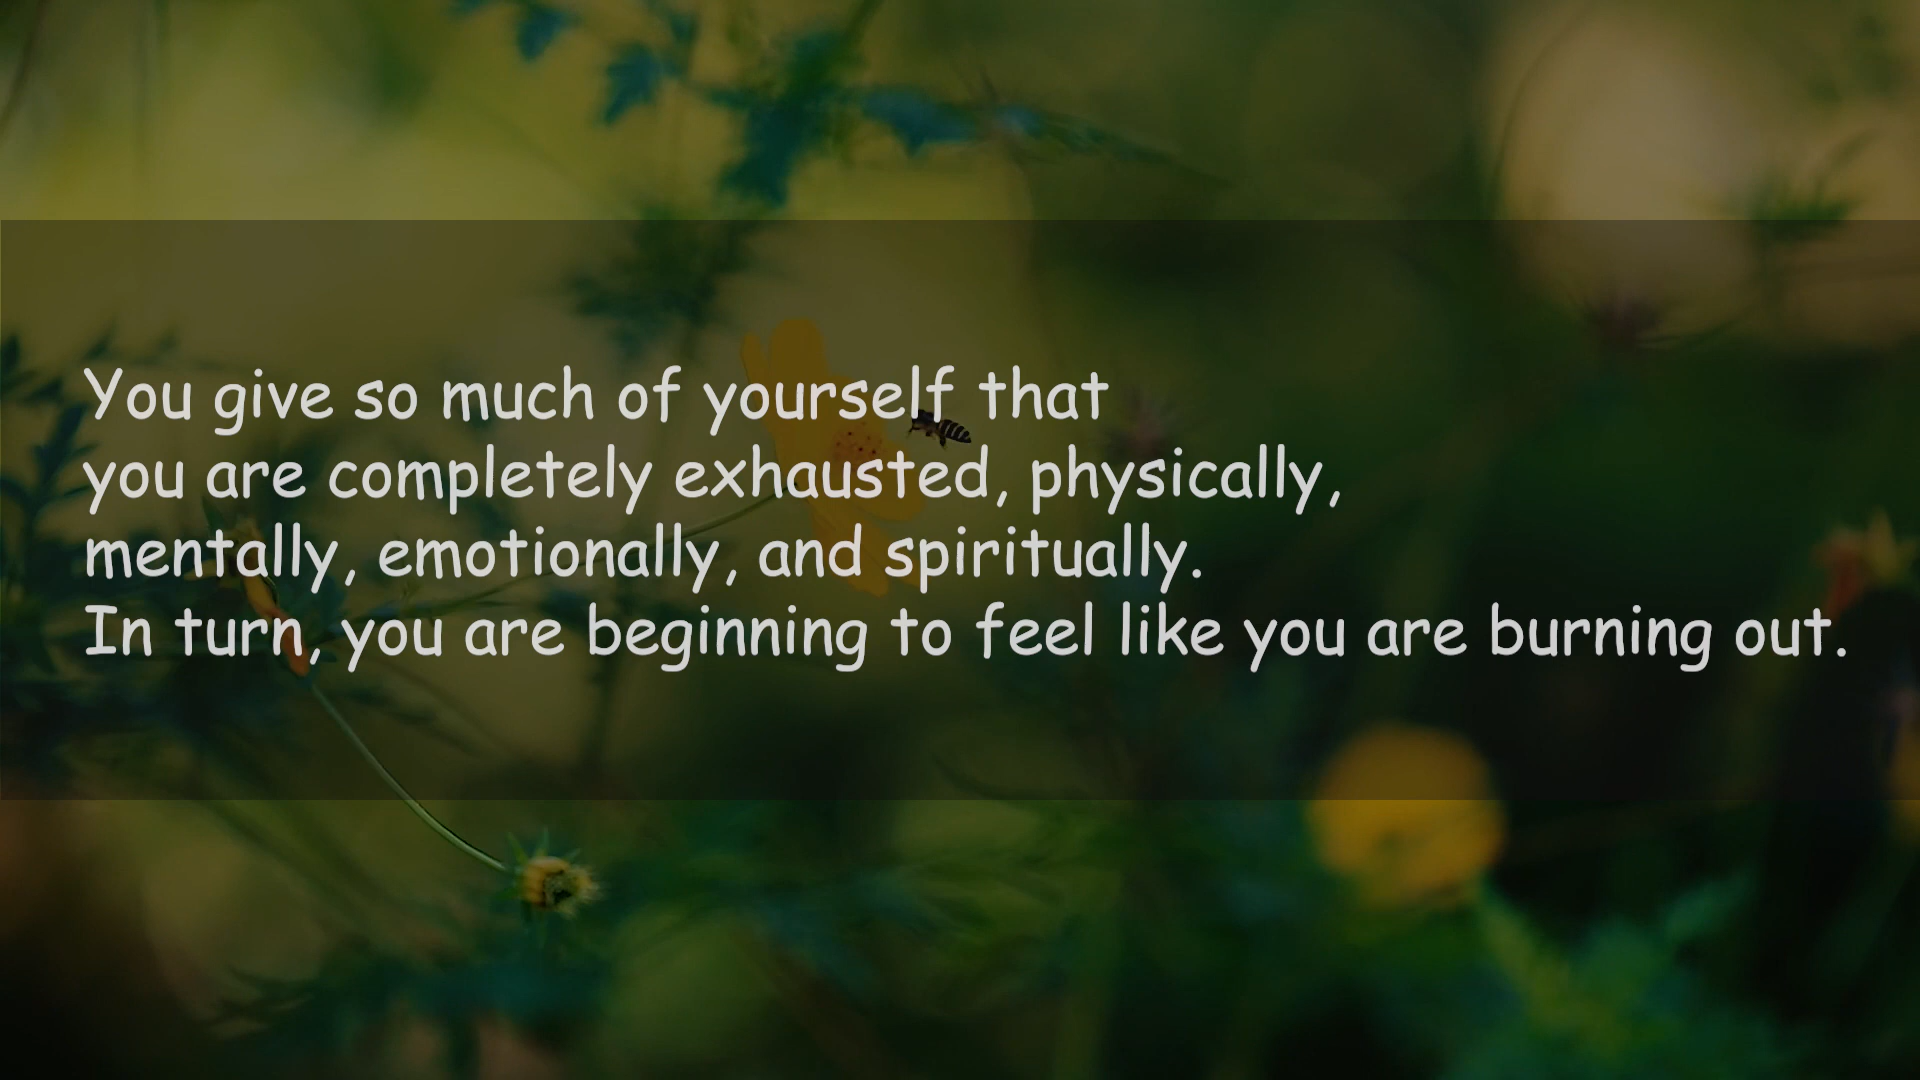 You give so much of yourself that
you are completely exhausted, physically,
mentally, emotionally, and spiritually.
In turn, you are beginning to feel like you are burning out.